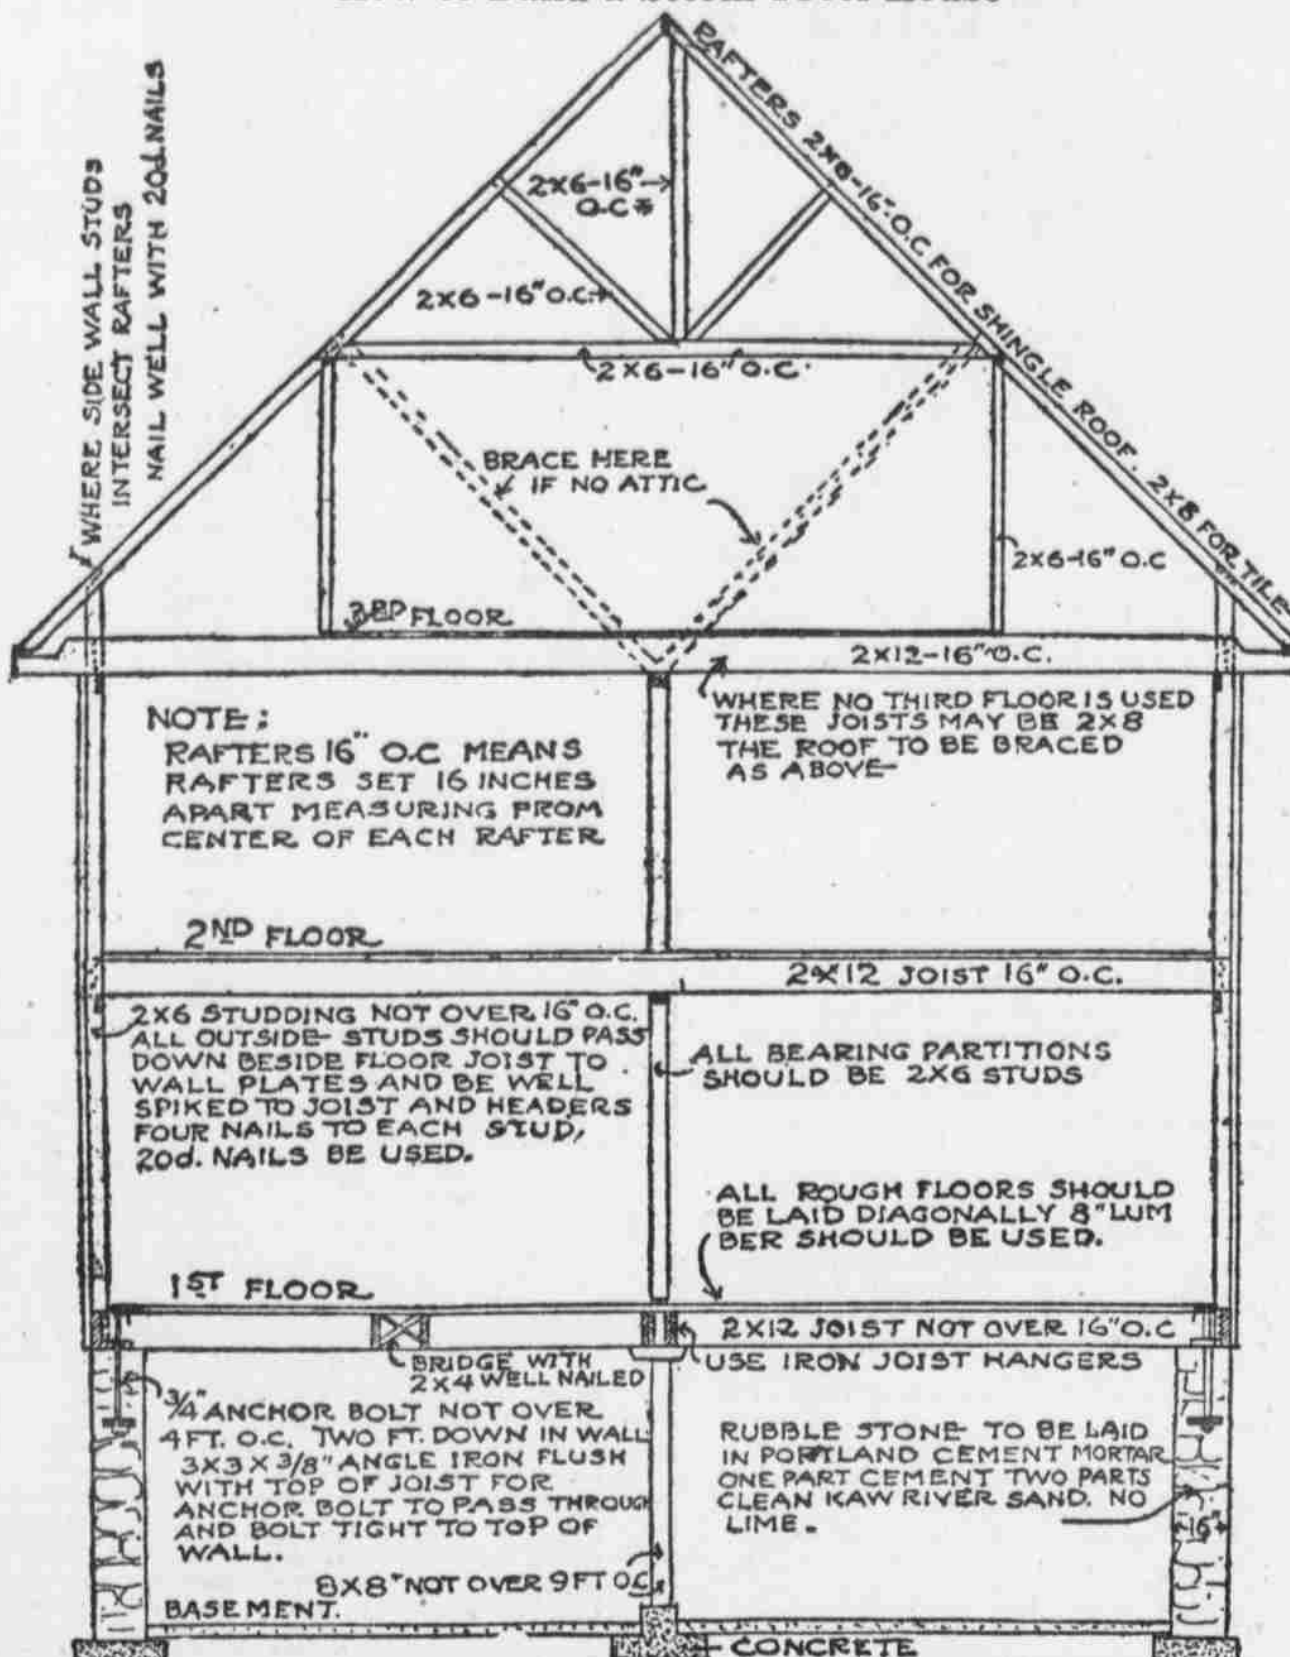 WHERE SIDE WALL STUDS
INTERSECT RAFTERS
NAIL WELL WITH 20d NAILS
RAFTERS 2X6-16" O.C. FOR SHINGLE ROOF. 2X8 FOR TILE
2X6-16"
O.C
2X6-16" O.C.
2X6-16" O.C.
BRACE HERE
IF NO ATTIC
2X6-16" O.C
3RD FLOOR
2X12-16" O.C.
WHERE NO THIRD FLOOR IS USED
THESE JOISTS MAY BE 2X8
THE ROOF TO BE BRACED
AS ABOVE-
NOTE:
RAFTERS 16" O.C MEANS
RAFTERS SET 16 INCHES
APART MEASURING FROM
CENTER OF EACH RAFTER
2ND FLOOR
2X12 JOIST 16" O.C.
2X6 STUDDING NOT OVER 16" O.C.
ALL OUTSIDE STUDS SHOULD PASS
DOWN BESIDE FLOOR JOIST TO
WALL PLATES AND BE WELL
SPIKED TO JOIST AND HEADERS
FOUR NAILS TO EACH STUD,
20d. NAILS BE USED.
ALL BEARING PARTITIONS
SHOULD BE 2X6 STUDS
ALL ROUGH FLOORS SHOULD
BE LAID DIAGONALLY 8" LUM
BER SHOULD BE USED.
1ST FLOOR
2X12 JOIST NOT OVER 16" O.C
BRIDGE WITH
2X4 WELL NAILED
USE IRON JOIST HANGERS
3/4" ANCHOR BOLT NOT OVER
4 FT. O.C. TWO FT. DOWN IN WALL
3X3X3/8" ANGLE IRON FLUSH
WITH TOP OF JOIST FOR
ANCHOR BOLT TO PASS THROUGH
AND BOLT TIGHT TO TOP OF
WALL.
RUBBLE STONE TO BE LAID
IN PORTLAND CEMENT MORTAR
ONE PART CEMENT TWO PARTS
CLEAN KAW RIVER SAND. NO
LIME.
16"
8X8" NOT OVER 9 FT O.C.
BASEMENT.
CONCRETE